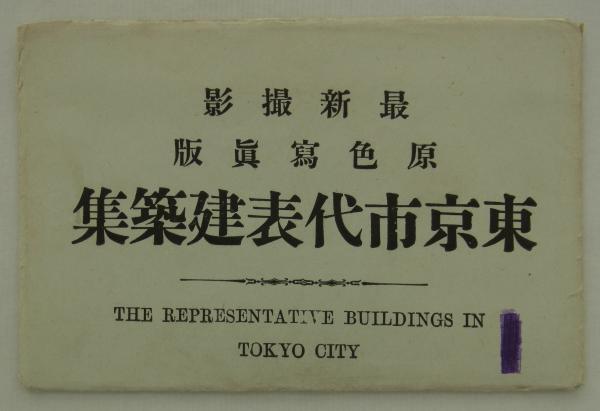 最新撮影
原色寫眞版
東京市代表建築集
THE REPRESENTATIVE BUILDINGS IN
TOKYO CITY